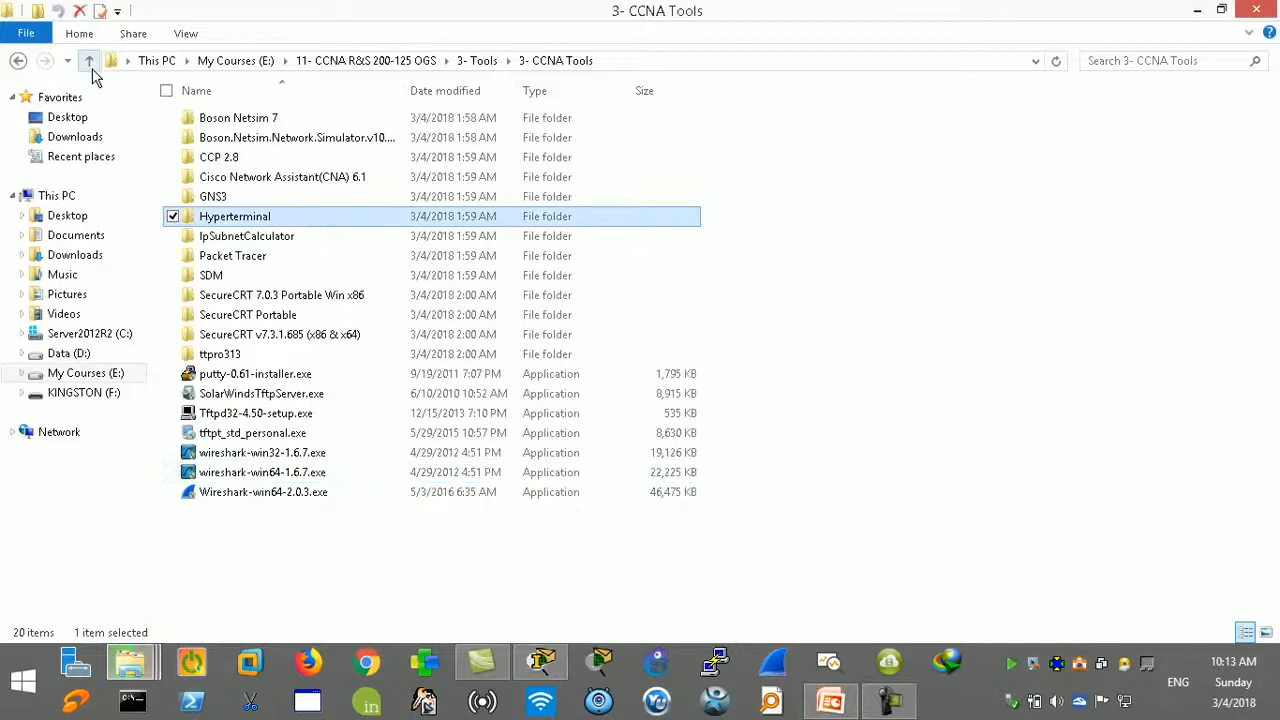 3- CCNA Tools
File Home Share View
This PC My Courses (E:) 11- CCNA R&S 200-125 OGS 3- Tools 3- CCNA Tools Search 3- CCNA Tools
Name Date modified Type Size
Favorites
Desktop
Downloads
Recent places
This PC
Desktop
Documents
Downloads
Music
Pictures
Videos
Server2012R2 (C:)
Data (D:)
My Courses (E:)
KINGSTON (F:)
Network
Boson Netsim 7 3/4/2018 1:58 AM File folder
Boson.Netsim.Network.Simulator.v10.... 3/4/2018 1:58 AM File folder
CCP 2.8 3/4/2018 1:59 AM File folder
Cisco Network Assistant(CNA) 6.1 3/4/2018 1:59 AM File folder
GNS3 3/4/2018 1:59 AM File folder
Hyperterminal 3/4/2018 1:59 AM File folder
IpSubnetCalculator 3/4/2018 1:59 AM File folder
Packet Tracer 3/4/2018 1:59 AM File folder
SDM 3/4/2018 1:59 AM File folder
SecureCRT 7.0.3 Portable Win x86 3/4/2018 2:00 AM File folder
SecureCRT Portable 3/4/2018 2:00 AM File folder
SecureCRT v7.3.1.685 (x86 & x64) 3/4/2018 2:00 AM File folder
ttpro313 3/4/2018 2:00 AM File folder
putty-0.61-installer.exe 9/19/2011 7:07 PM Application 1,795 KB
SolarWindsTftpServer.exe 6/10/2010 10:52 AM Application 8,915 KB
Tftpd32-4.50-setup.exe 12/15/2013 7:10 PM Application 535 KB
tftpt_std_personal.exe 5/29/2015 10:57 PM Application 8,630 KB
wireshark-win32-1.6.7.exe 4/29/2012 4:51 PM Application 19,126 KB
wireshark-win64-1.6.7.exe 4/29/2012 4:51 PM Application 22,225 KB
Wireshark-win64-2.0.3.exe 5/3/2016 6:35 AM Application 46,475 KB
20 items 1 item selected
10:13 AM
ENG Sunday
3/4/2018